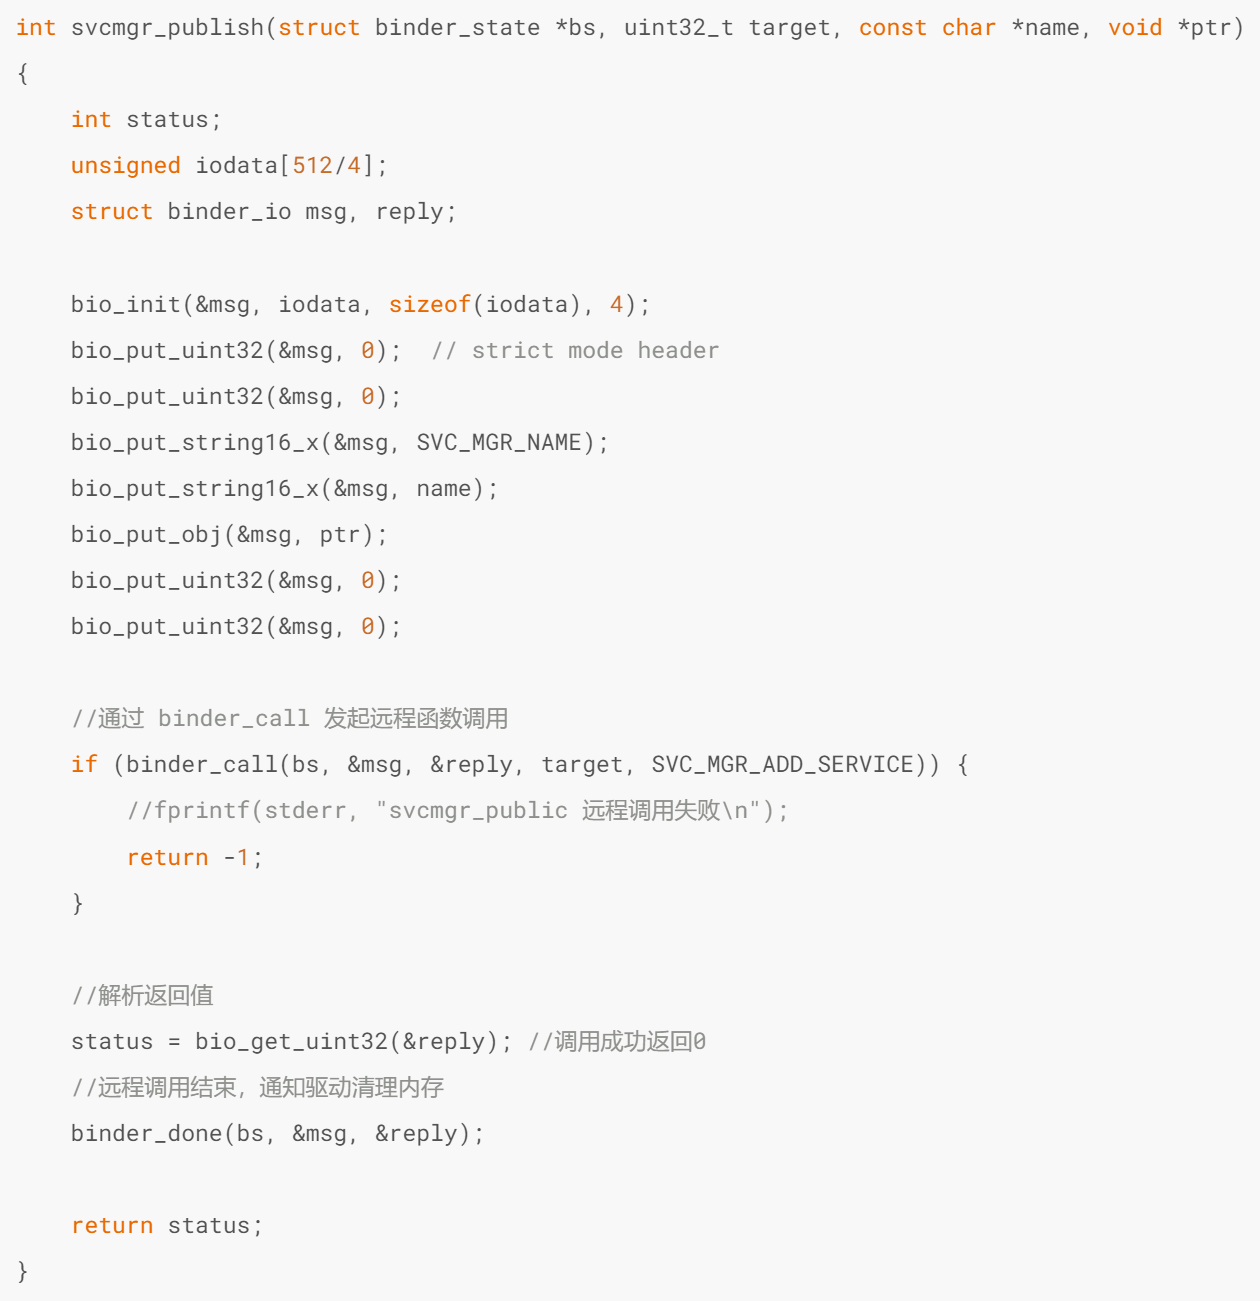 int svcmgr_publish(struct binder_state *bs, uint32_t target, const char *name, void *ptr)
{
    int status;
    unsigned iodata[512/4];
    struct binder_io msg, reply;

    bio_init(&msg, iodata, sizeof(iodata), 4);
    bio_put_uint32(&msg, 0);  // strict mode header
    bio_put_uint32(&msg, 0);
    bio_put_string16_x(&msg, SVC_MGR_NAME);
    bio_put_string16_x(&msg, name);
    bio_put_obj(&msg, ptr);
    bio_put_uint32(&msg, 0);
    bio_put_uint32(&msg, 0);

    //通过 binder_call 发起远程函数调用
    if (binder_call(bs, &msg, &reply, target, SVC_MGR_ADD_SERVICE)) {
        //fprintf(stderr, "svcmgr_public 远程调用失败\n");
        return -1;
    }

    //解析返回值
    status = bio_get_uint32(&reply); //调用成功返回0
    //远程调用结束，通知驱动清理内存
    binder_done(bs, &msg, &reply);

    return status;
}